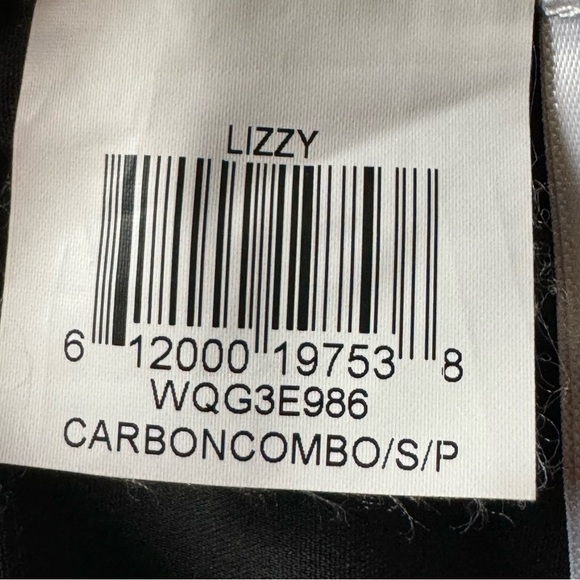 LIZZY
6 12000 19753 8
WQG3E986
CARBONCOMBO/S/P